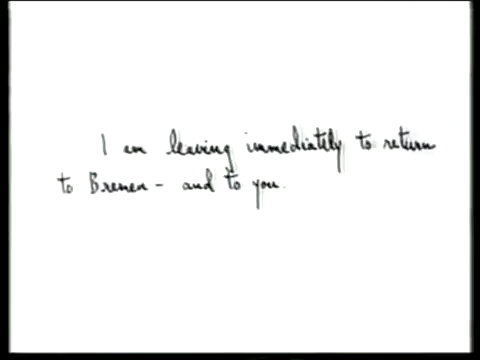 I am leaving immediately to return
to Bremen - and to you.